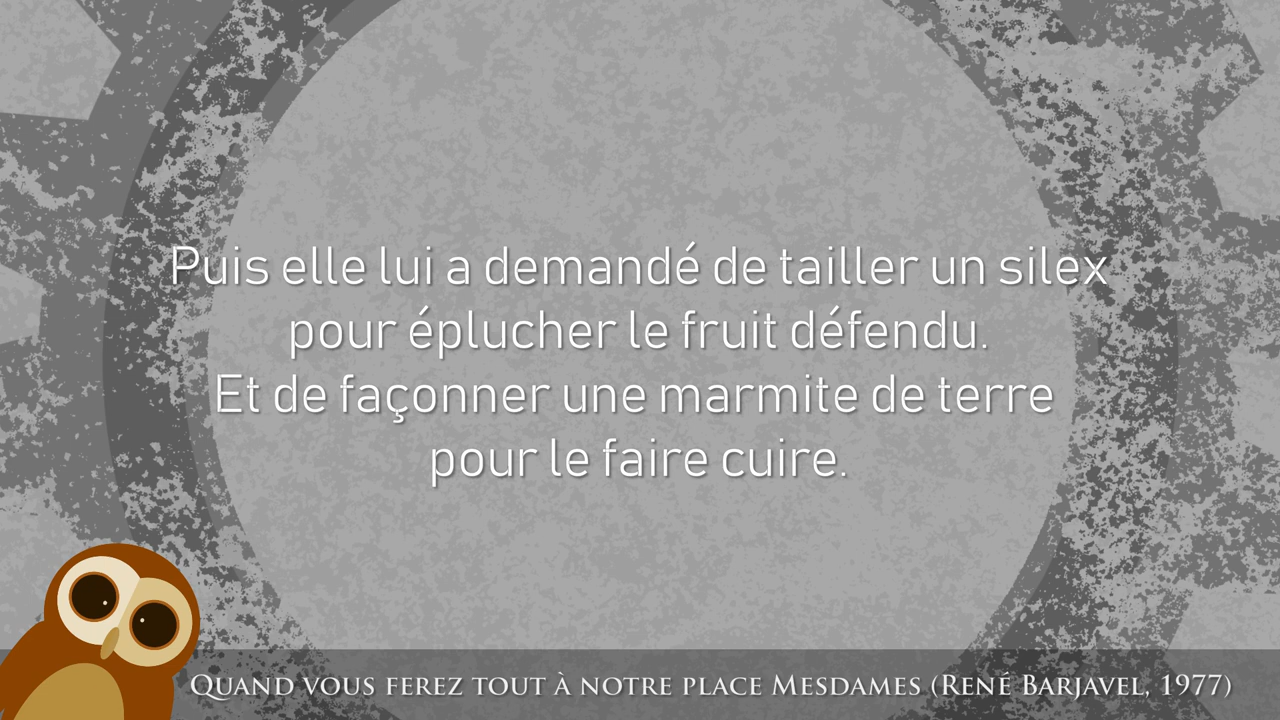 Puis elle lui a demandé de tailler un silex
pour éplucher le fruit défendu.
Et de façonner une marmite de terre
pour le faire cuire.
Quand vous ferez tout à notre place Mesdames (René Barjavel, 1977)